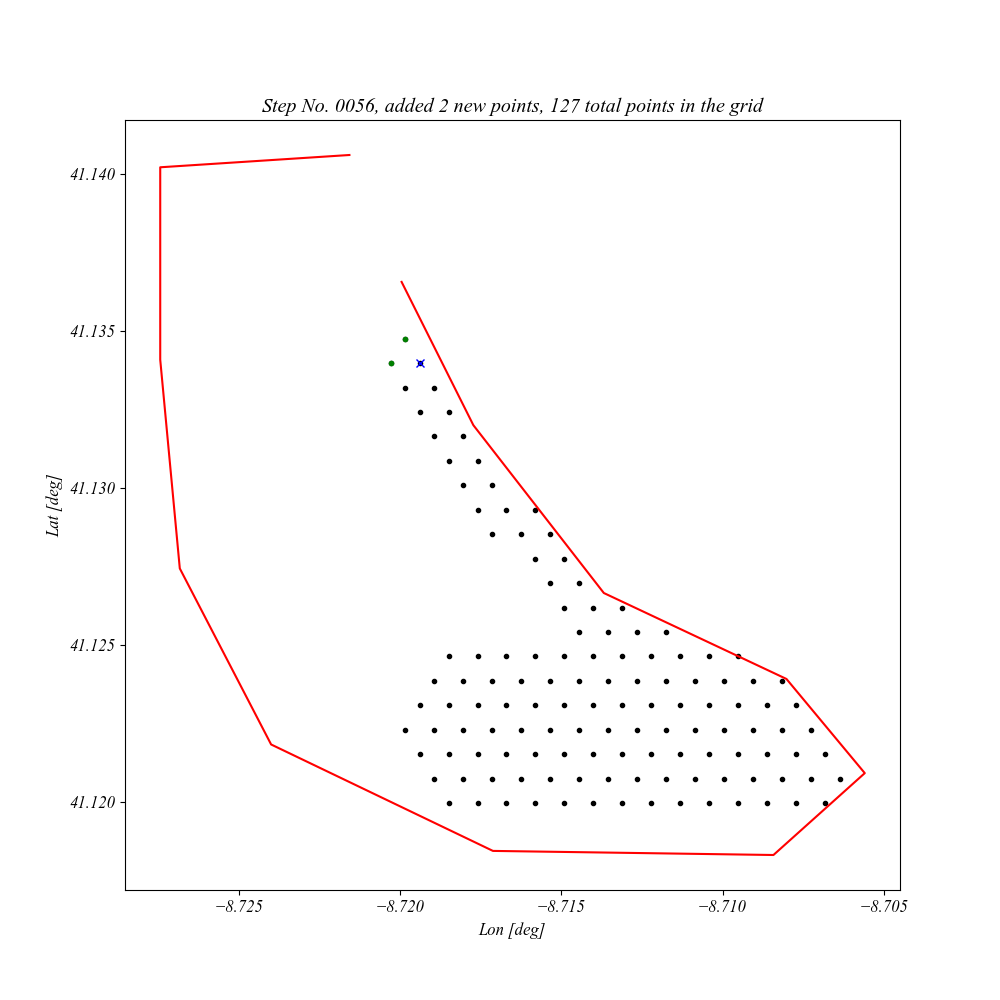 Step No. 0056, added 2 new points, 127 total points in the grid
41.140
41.135
41.130
41.125
41.120
Lat [deg]
−8.725 −8.720 −8.715 −8.710 −8.705
Lon [deg]